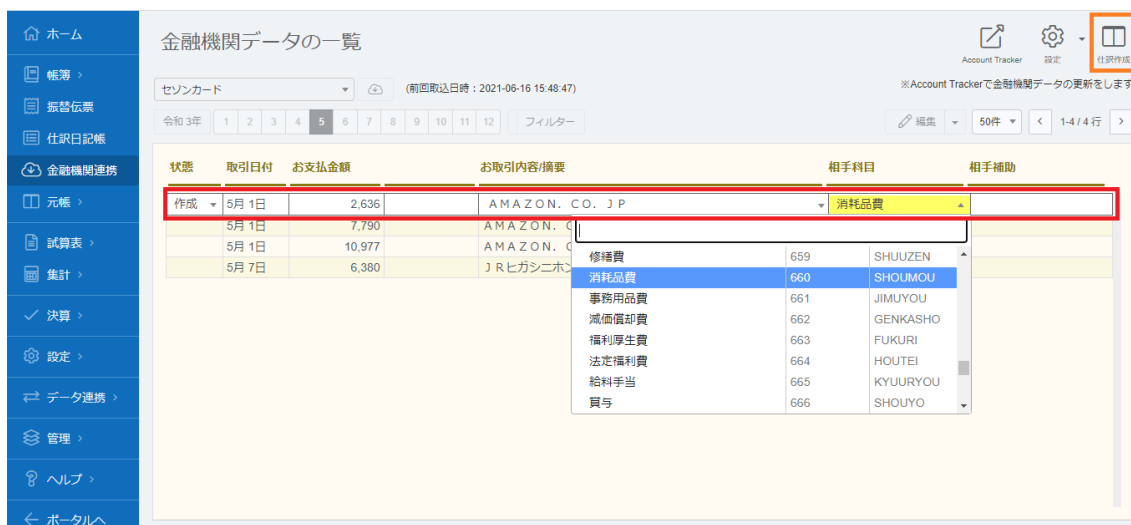 ホーム
帳簿
振替伝票
仕訳日記帳
金融機関連携
元帳
試算表
集計
決算
設定
データ連携
管理
ヘルプ
ポータルへ
金融機関データの一覧
Account Tracker
設定
仕訳作成
セゾンカード
(前回取込日時:2021-06-16 15:48:47)
※Account Trackerで金融機関データの更新をします
令和3年 1 2 3 4 5 6 7 8 9 10 11 12 フィルター
編集 50件 1-4 / 4 行
状態 取引日付 お支払金額 お取引内容/摘要 相手科目 相手補助
作成 5月 1日 2,636 AMAZON.CO.JP 消耗品費
5月 1日 7,790 AMAZON.
5月 1日 10,977 AMAZON.
5月 7日 6,380 JRヒガシニホン
修繕費 659 SHUUZEN
消耗品費 660 SHOUMOU
事務用品費 661 JIMUYOU
減価償却費 662 GENKASHO
福利厚生費 663 FUKURI
法定福利費 664 HOUTEI
給料手当 665 KYUURYOU
賞与 666 SHOUYO